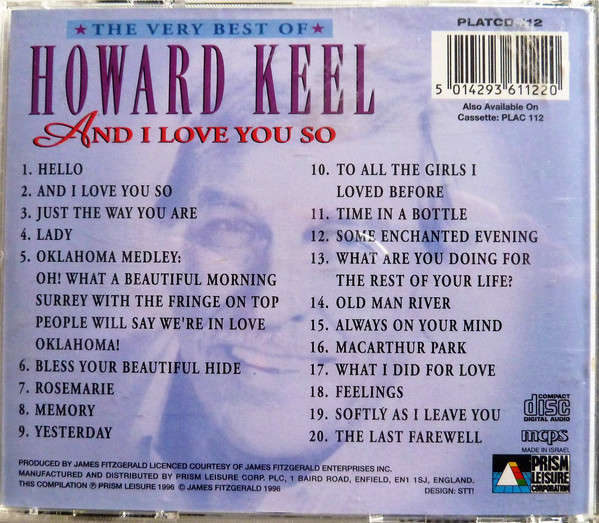 ★ THE VERY BEST OF ★
HOWARD KEEL
AND I LOVE YOU SO
PLATCD 112
5 014293 611220
Also Available On
Cassette: PLAC 112
1. HELLO
2. AND I LOVE YOU SO
3. JUST THE WAY YOU ARE
4. LADY
5. OKLAHOMA MEDLEY:
OH! WHAT A BEAUTIFUL MORNING
SURREY WITH THE FRINGE ON TOP
PEOPLE WILL SAY WE'RE IN LOVE
OKLAHOMA!
6. BLESS YOUR BEAUTIFUL HIDE
7. ROSEMARIE
8. MEMORY
9. YESTERDAY
10. TO ALL THE GIRLS I
LOVED BEFORE
11. TIME IN A BOTTLE
12. SOME ENCHANTED EVENING
13. WHAT ARE YOU DOING FOR
THE REST OF YOUR LIFE?
14. OLD MAN RIVER
15. ALWAYS ON YOUR MIND
16. MACARTHUR PARK
17. WHAT I DID FOR LOVE
18. FEELINGS
19. SOFTLY AS I LEAVE YOU
20. THE LAST FAREWELL
COMPACT
disc
DIGITAL AUDIO
mcps
MADE IN ISRAEL
PRODUCED BY JAMES FITZGERALD LICENCED COURTESY OF JAMES FITZGERALD ENTERPRISES INC.
MANUFACTURED AND DISTRIBUTED BY PRISM LEISURE CORP. PLC, 1 BAIRD ROAD, ENFIELD, EN1 1SJ, ENGLAND.
THIS COMPILATION ℗ PRISM LEISURE 1996 © JAMES FITZGERALD 1996
DESIGN: STT!
PRISM
LEISURE
CORPORATION